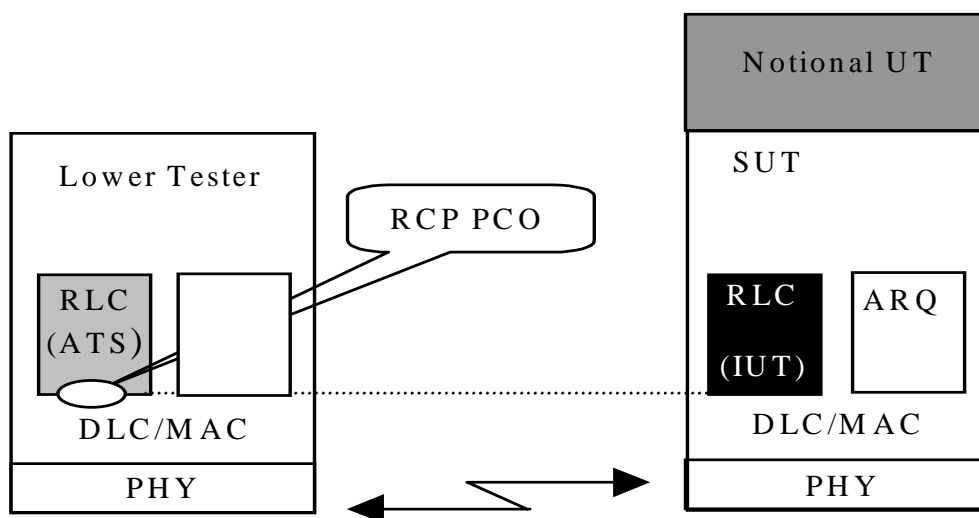 Notional UT
Lower Tester
SUT
RCP PCO
RLC
(ATS)
RLC
(IUT)
ARQ
DLC/MAC
DLC/MAC
PHY
PHY